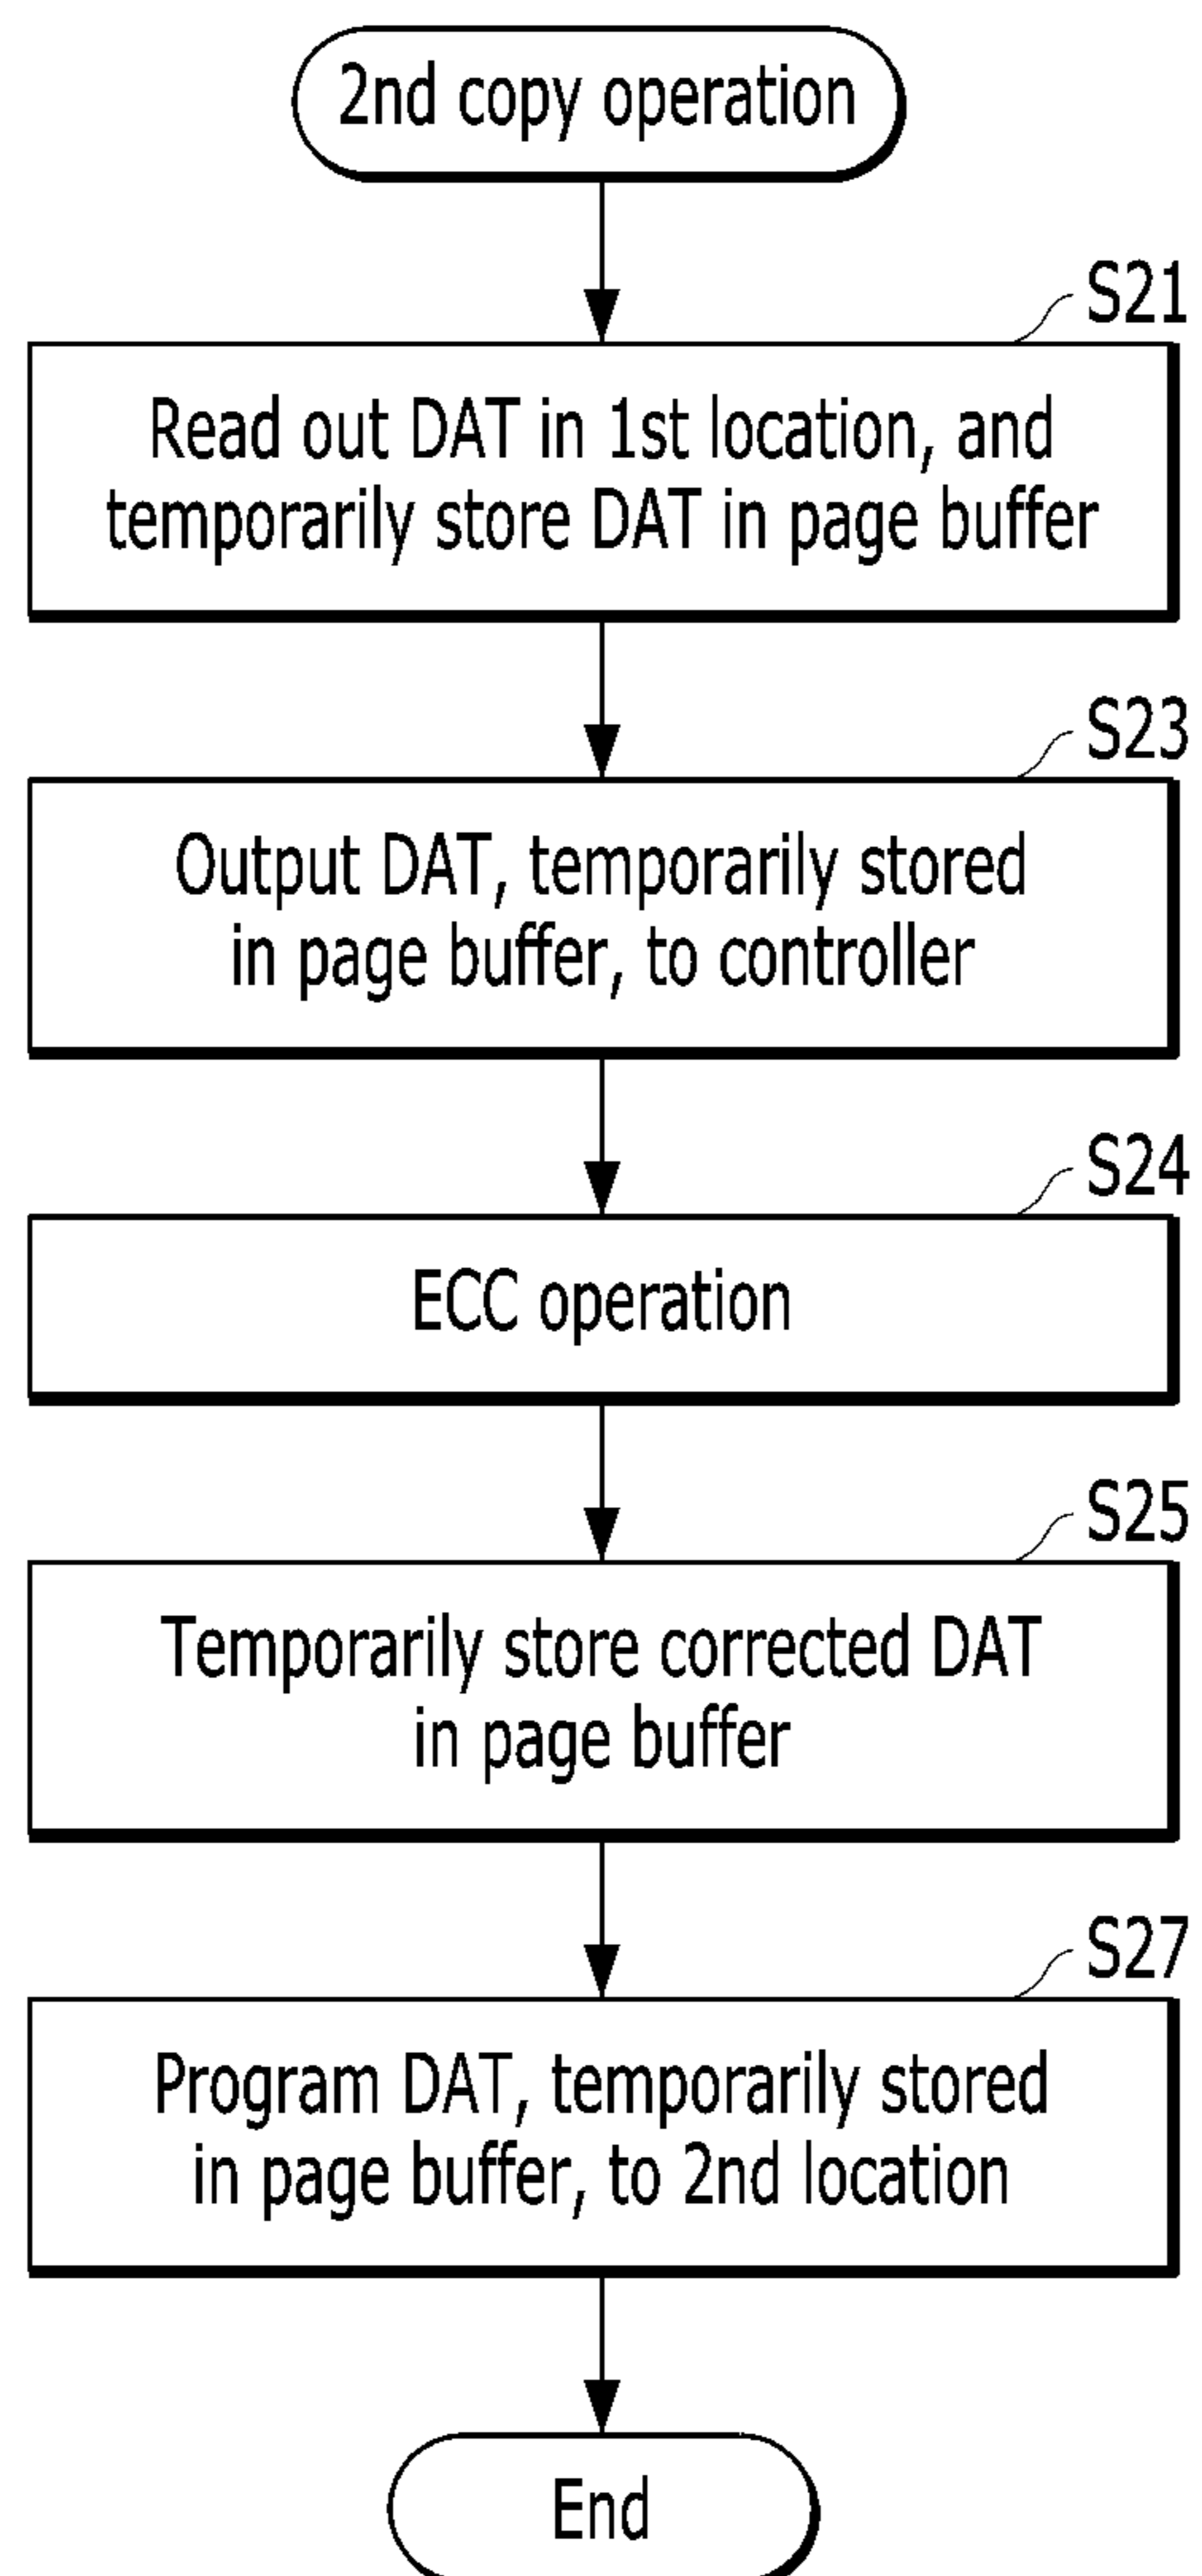 2nd copy operation
S21
Read out DAT in 1st location, and
temporarily store DAT in page buffer
S23
Output DAT, temporarily stored
in page buffer, to controller
S24
ECC operation
S25
Temporarily store corrected DAT
in page buffer
S27
Program DAT, temporarily stored
in page buffer, to 2nd location
End